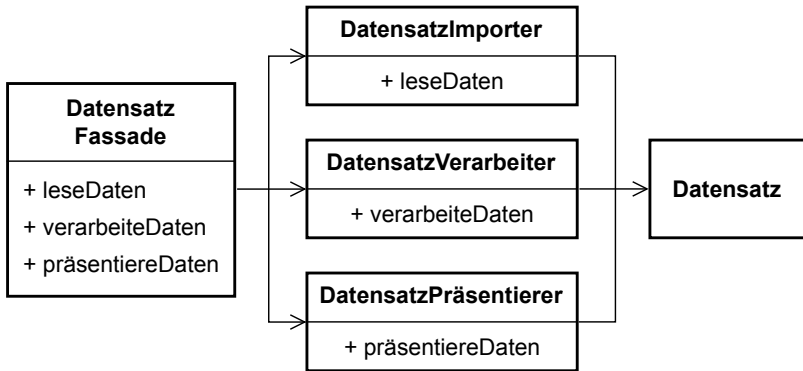 Datensatz
Fassade
+ leseDaten
+ verarbeiteDaten
+ präsentiereDaten
DatensatzImporter
+ leseDaten
DatensatzVerarbeiter
+ verarbeiteDaten
DatensatzPräsentierer
+ präsentiereDaten
Datensatz